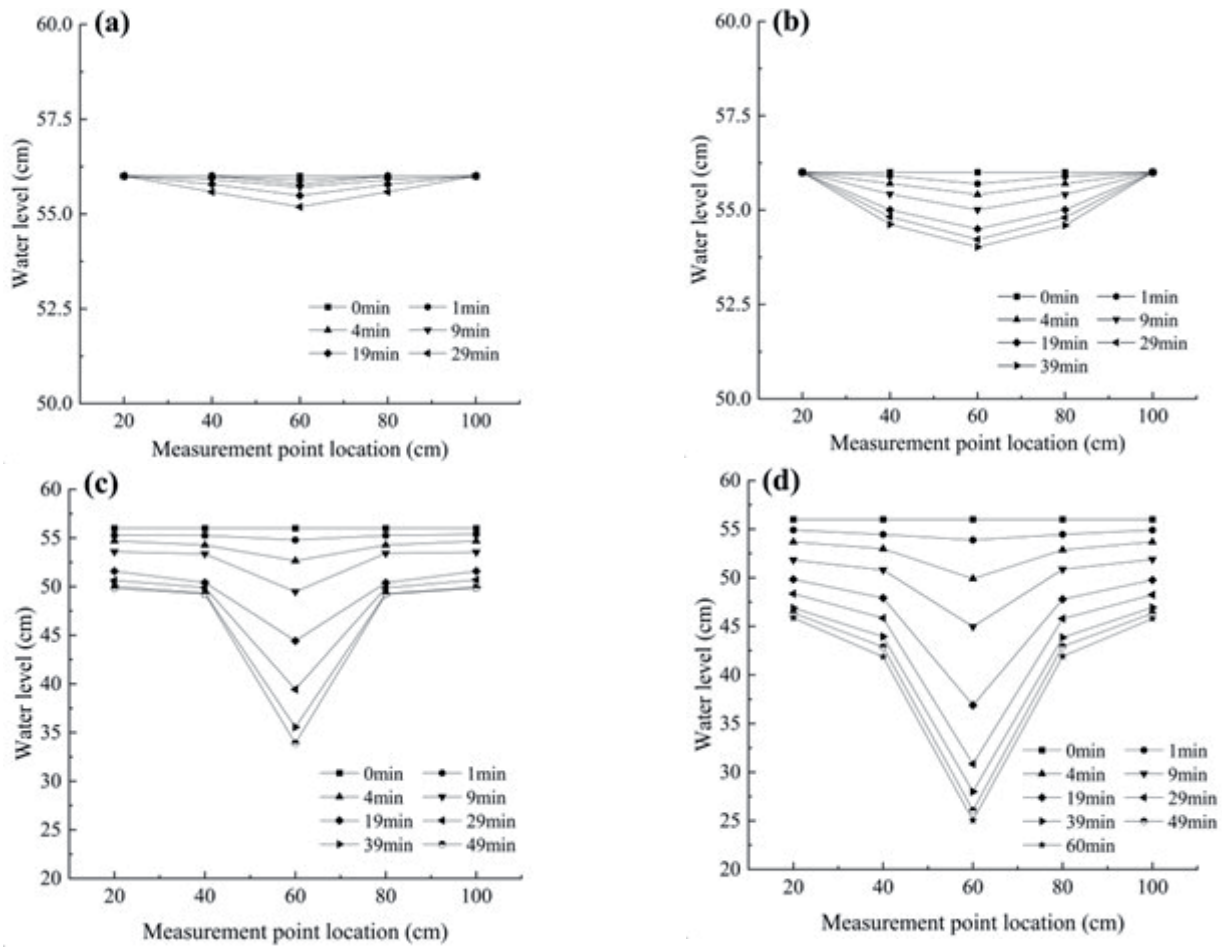 (a)
60.0
57.5
55.0
52.5
50.0
Water level (cm)
0min 1min
4min 9min
19min 29min
20 40 60 80 100
Measurement point location (cm)
(b)
60.0
57.5
55.0
52.5
50.0
Water level (cm)
0min 1min
4min 9min
19min 29min
39min
20 40 60 80 100
Measurement point location (cm)
(c)
60
55
50
45
40
35
30
25
20
Water level (cm)
0min 1min
4min 9min
19min 29min
39min 49min
20 40 60 80 100
Measurement point location (cm)
(d)
60
55
50
45
40
35
30
25
20
Water level (cm)
0min 1min
4min 9min
19min 29min
39min 49min
60min
20 40 60 80 100
Measurement point location (cm)